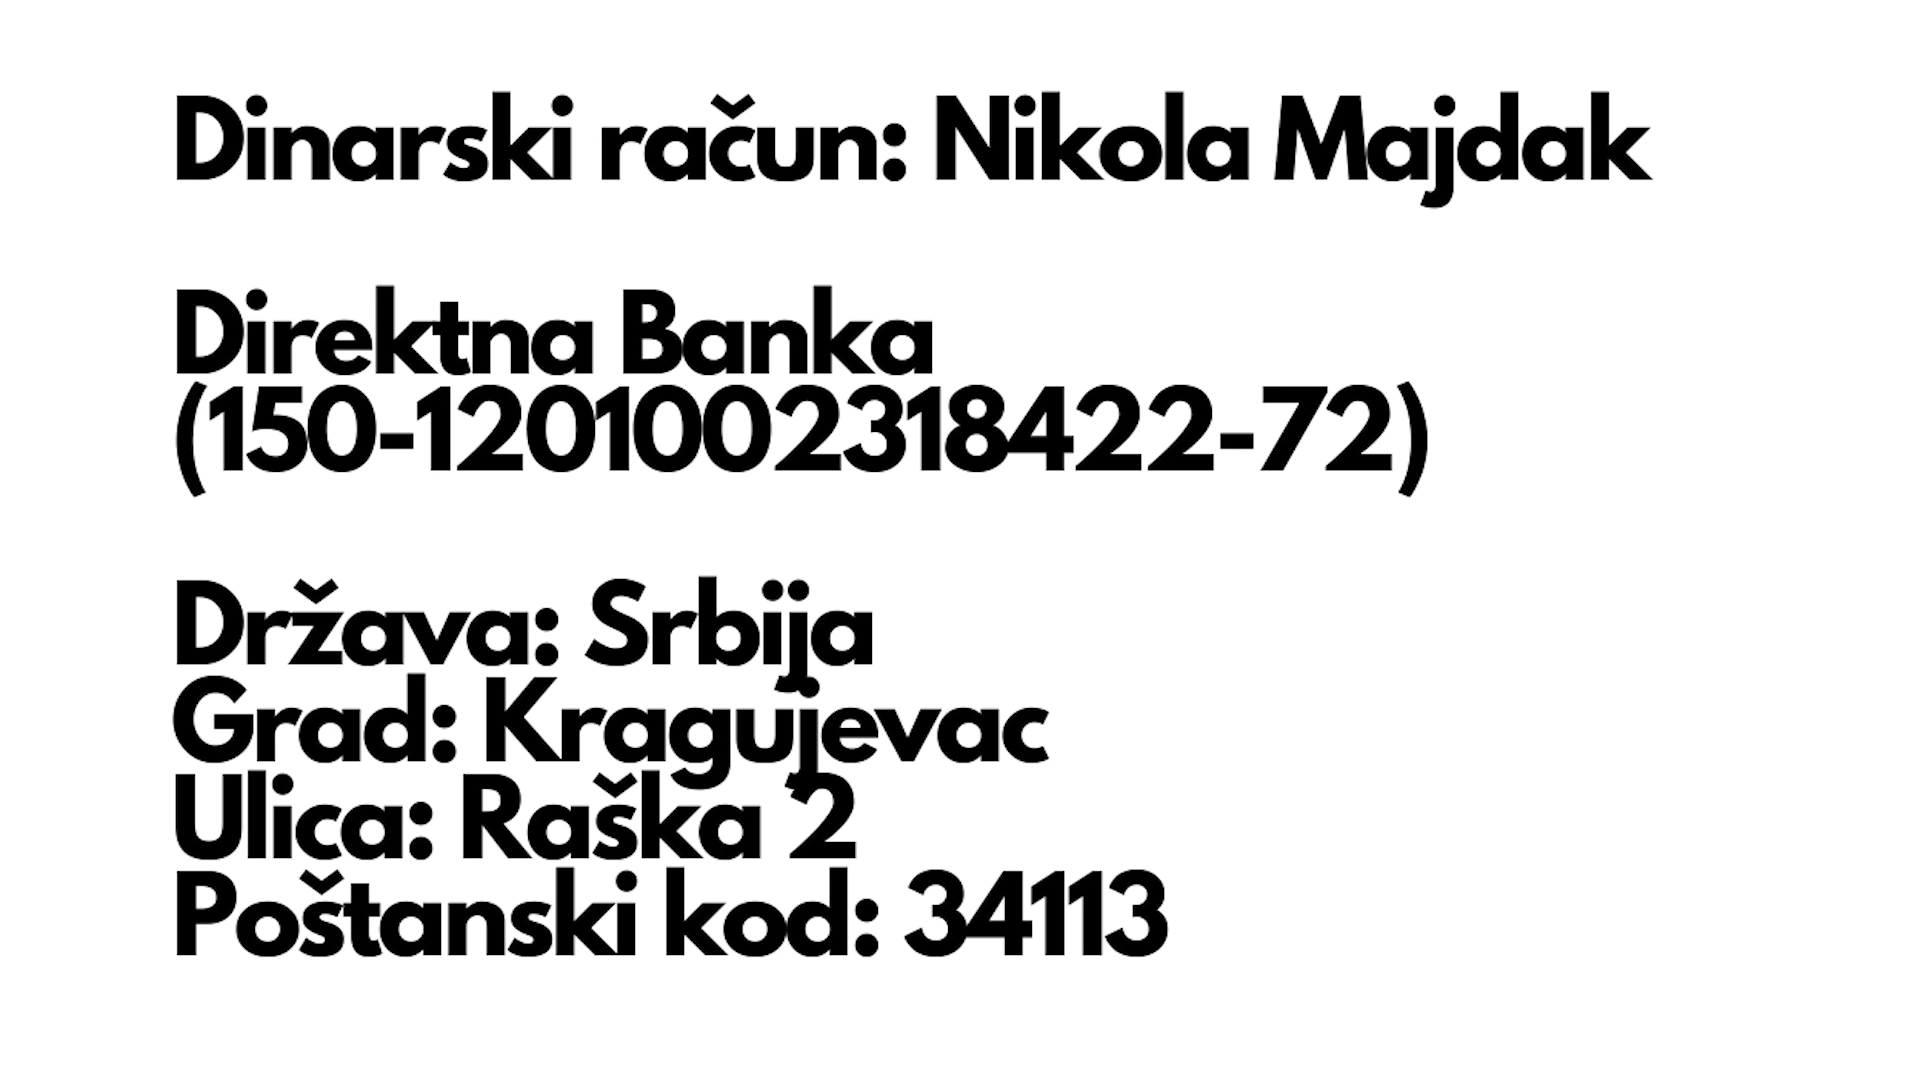 Dinarski račun: Nikola Majdak
Direktna Banka
(150-1201002318422-72)
Država: Srbija
Grad: Kragujevac
Ulica: Raška 2
Poštanski kod: 34113